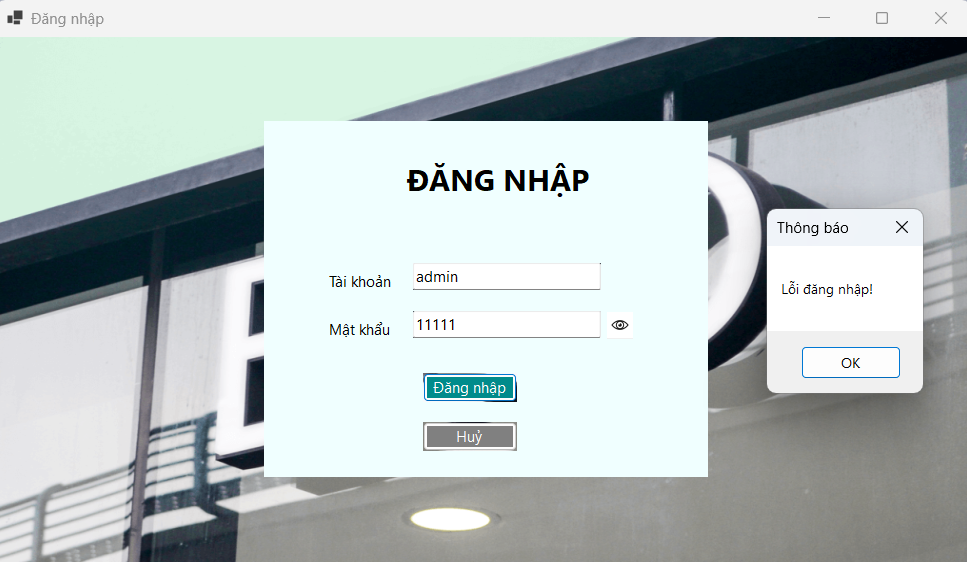 Đăng nhập
ĐĂNG NHẬP
Tài khoản
admin
Mật khẩu
11111
Đăng nhập
Huỷ
Thông báo
Lỗi đăng nhập!
OK